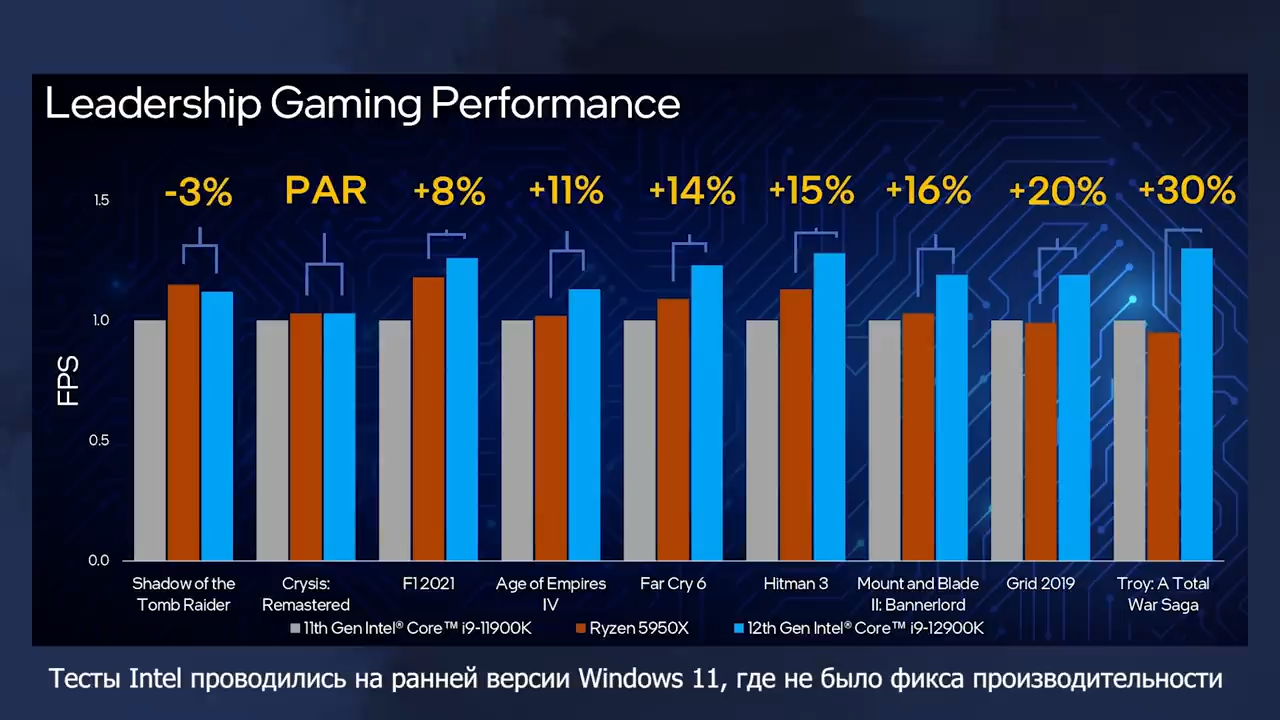 Leadership Gaming Performance
-3% PAR +8% +11% +14% +15% +16% +20% +30%
1.5
1.0
FPS
0.5
0.0
Shadow of the Tomb Raider
Crysis: Remastered
F1 2021
Age of Empires IV
Far Cry 6
Hitman 3
Mount and Blade II: Bannerlord
Grid 2019
Troy: A Total War Saga
11th Gen Intel® Core™ i9-11900K Ryzen 5950X 12th Gen Intel® Core™ i9-12900K
Тесты Intel проводились на ранней версии Windows 11, где не было фикса производительности